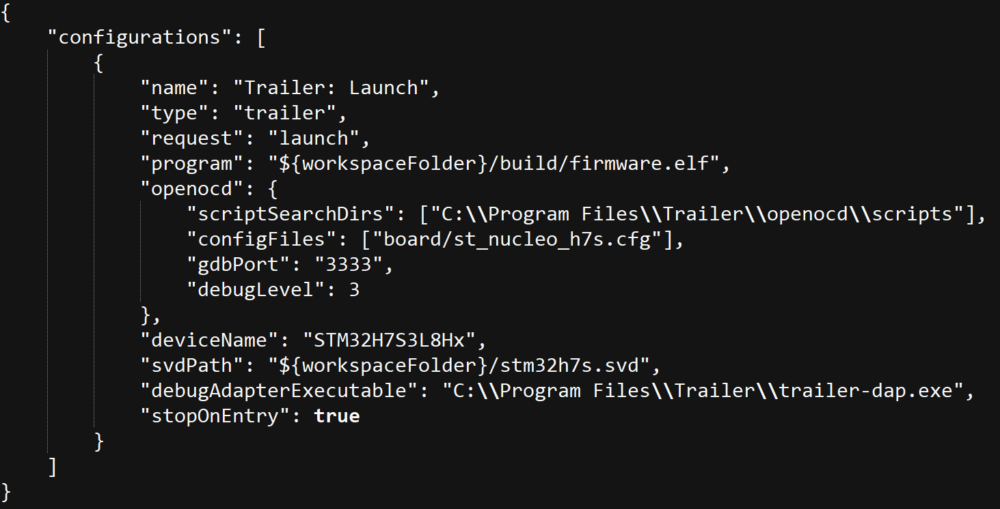 {
    "configurations": [
        {
            "name": "Trailer: Launch",
            "type": "trailer",
            "request": "launch",
            "program": "${workspaceFolder}/build/firmware.elf",
            "openocd": {
                "scriptSearchDirs": ["C:\\Program Files\\Trailer\\openocd\\scripts"],
                "configFiles": ["board/st_nucleo_h7s.cfg"],
                "gdbPort": "3333",
                "debugLevel": 3
            },
            "deviceName": "STM32H7S3L8Hx",
            "svdPath": "${workspaceFolder}/stm32h7s.svd",
            "debugAdapterExecutable": "C:\\Program Files\\Trailer\\trailer-dap.exe",
            "stopOnEntry": true
        }
    ]
}